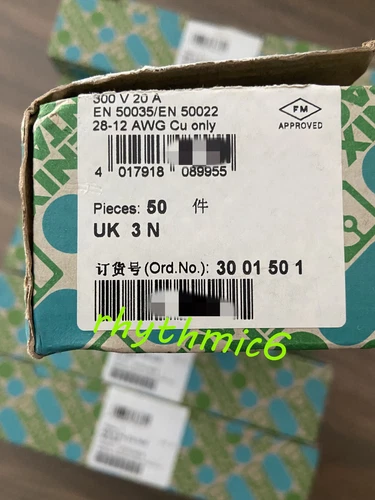 300 V 20 A
EN 50035/EN 50022
28-12 AWG Cu only
FM
APPROVED
4 017918 089955
Pieces: 50 件
UK 3 N
订货号(Ord.No.): 30 01 50 1
rhythmic6